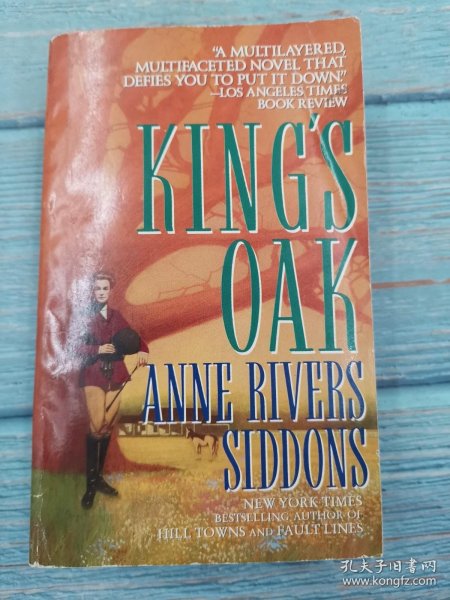 "A MULTILAYERED,
MULTIFACETED NOVEL THAT
DEFIES YOU TO PUT IT DOWN."
—LOS ANGELES TIMES
BOOK REVIEW
KING'S
OAK
ANNE RIVERS
SIDDONS
NEW YORK TIMES
BESTSELLING AUTHOR OF
HILL TOWNS AND FAULT LINES
孔夫子旧书网
www.kongfz.com